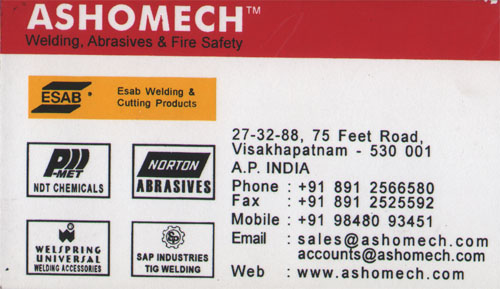 ASHOMECH™
Welding, Abrasives & Fire Safety
ESAB
Esab Welding &
Cutting Products
P-MET
NDT CHEMICALS
NORTON
ABRASIVES
WELSPRING
UNIVERSAL
WELDING ACCESSORIES
SP
SAP INDUSTRIES
TIG WELDING
27-32-88, 75 Feet Road,
Visakhapatnam - 530 001
A.P. INDIA
Phone : +91 891 2566580
Fax : +91 891 2525592
Mobile : +91 98480 93451
Email : sales@ashomech.com
accounts@ashomech.com
Web : www.ashomech.com